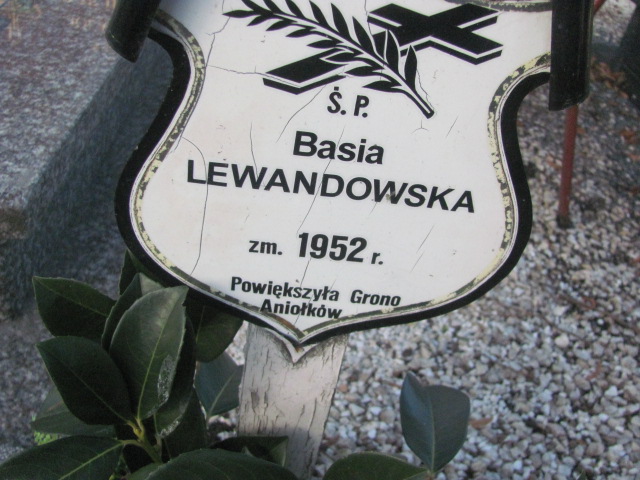 Ś. P.
Basia
LEWANDOWSKA
zm. 1952 r.
Powiększyła Grono
Aniołków